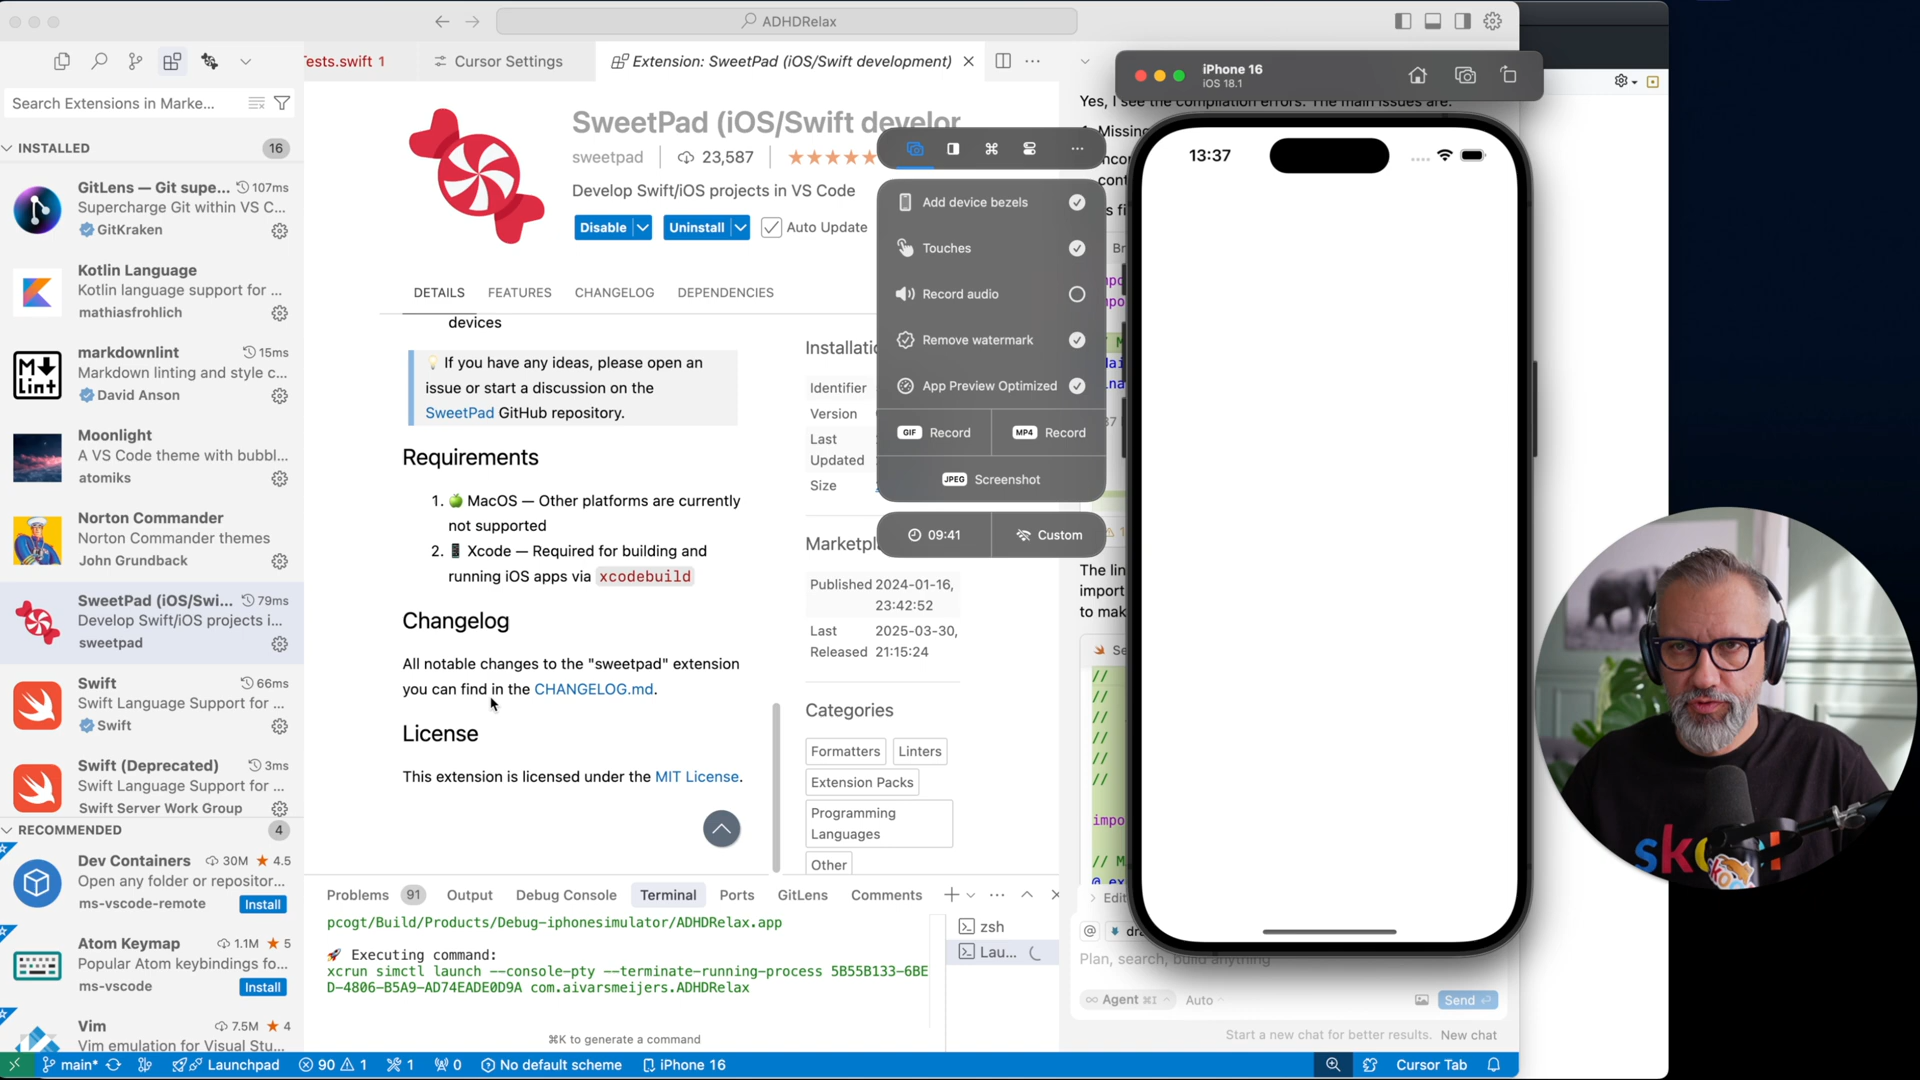 ADHDRelax
Tests.swift 1
Cursor Settings
Extension: SweetPad (iOS/Swift development)
Search Extensions in Marke...
INSTALLED
16
GitLens — Git supe...
107ms
Supercharge Git within VS C...
GitKraken
Kotlin Language
Kotlin language support for ...
mathiasfrohlich
markdownlint
15ms
Markdown linting and style c...
David Anson
Moonlight
A VS Code theme with bubbl...
atomiks
Norton Commander
Norton Commander themes
John Grundback
SweetPad (iOS/Swi...
79ms
Develop Swift/iOS projects i...
sweetpad
Swift
66ms
Swift Language Support for ...
Swift
Swift (Deprecated)
3ms
Swift Language Support for ...
Swift Server Work Group
RECOMMENDED
4
Dev Containers
30M
4.5
Open any folder or repositor...
ms-vscode-remote
Install
Atom Keymap
1.1M
5
Popular Atom keybindings fo...
ms-vscode
Install
Vim
7.5M
4
Vim emulation for Visual Stu...
SweetPad (iOS/Swift develor
sweetpad
23,587
Develop Swift/iOS projects in VS Code
Disable
Uninstall
Auto Update
DETAILS
FEATURES
CHANGELOG
DEPENDENCIES
devices
If you have any ideas, please open an
issue or start a discussion on the
SweetPad GitHub repository.
Requirements
1. MacOS — Other platforms are currently
not supported
2. Xcode — Required for building and
running iOS apps via xcodebuild
Changelog
All notable changes to the "sweetpad" extension
you can find in the CHANGELOG.md.
License
This extension is licensed under the MIT License.
Installatio
Identifier
Version
Last
Updated
Size
Marketpla
Published 2024-01-16,
23:42:52
Last 2025-03-30,
Released 21:15:24
Categories
Formatters
Linters
Extension Packs
Programming
Languages
Other
Add device bezels
Touches
Record audio
Remove watermark
App Preview Optimized
GIF Record
MP4 Record
JPEG Screenshot
09:41
Custom
iPhone 16
iOS 18.1
13:37
Yes, I see the compilation errors. The main issues are:
Missing
The lin
import
to mak
// M
Plan, search, build anything
Agent ⌘I
Auto
Send
Start a new chat for better results.
New chat
Problems
91
Output
Debug Console
Terminal
Ports
GitLens
Comments
pcogt/Build/Products/Debug-iphonesimulator/ADHDRelax.app
Executing command:
xcrun simctl launch --console-pty --terminate-running-process 5B55B133-6BE
D-4806-B5A9-AD74EADE0D9A com.aivarsmeijers.ADHDRelax
⌘K to generate a command
zsh
Lau...
main*
Launchpad
90
1
1
0
No default scheme
iPhone 16
Cursor Tab